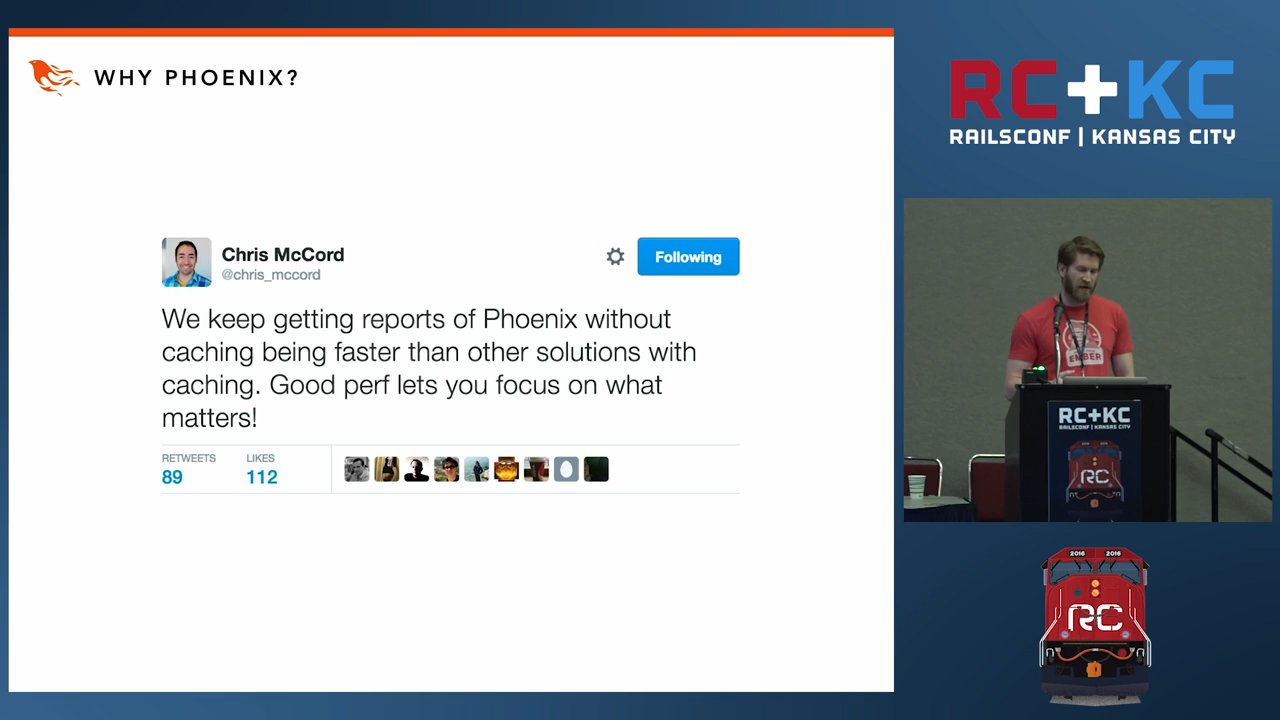 WHY PHOENIX?
Chris McCord
@chris_mccord
Following
We keep getting reports of Phoenix without
caching being faster than other solutions with
caching. Good perf lets you focus on what
matters!
RETWEETS
89
LIKES
112
RC+KC
RAILSCONF | KANSAS CITY
EMBER
RC+KC
RAILSCONF | KANSAS CITY
RC
2016
2016
RC